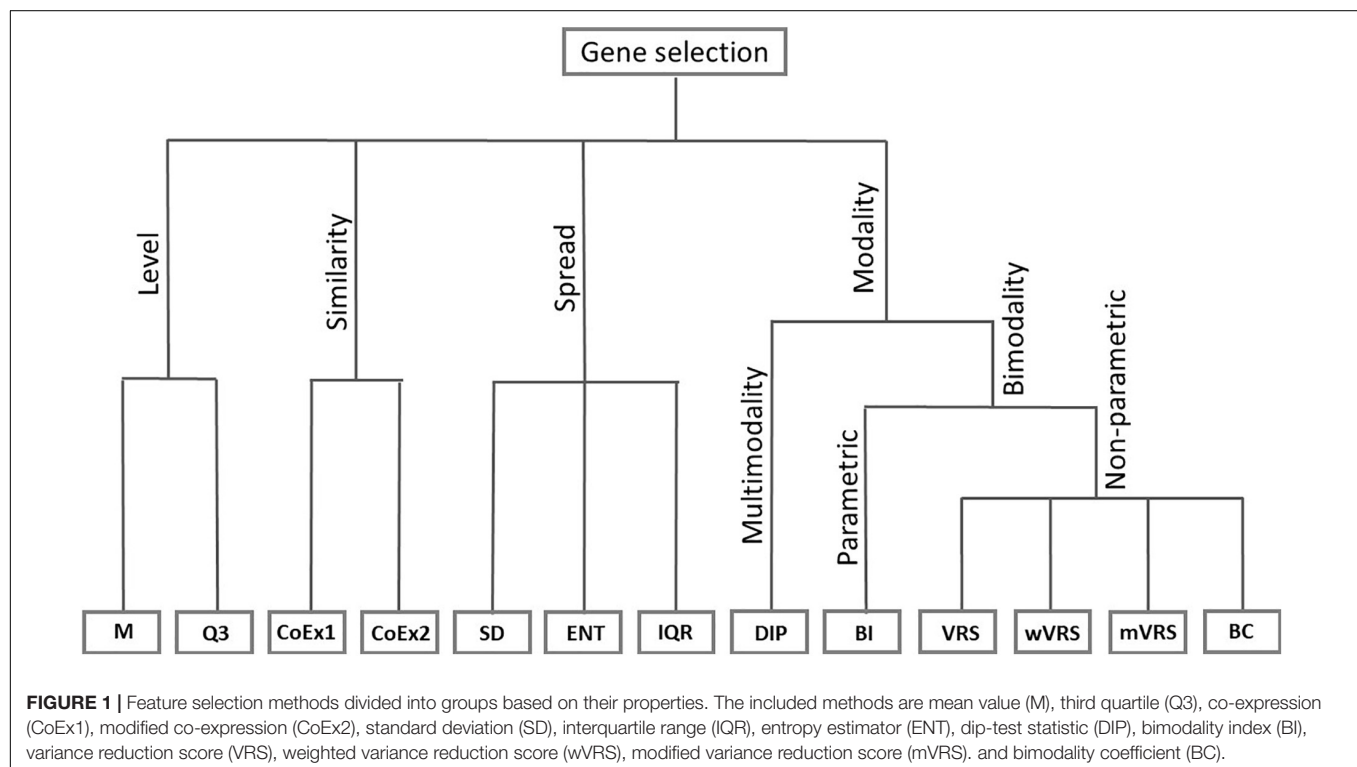 Gene selection
Level
Similarity
Spread
Modality
Multimodality
Bimodality
Parametric
Non-parametric
M
Q3
CoEx1
CoEx2
SD
ENT
IQR
DIP
BI
VRS
wVRS
mVRS
BC
FIGURE 1 | Feature selection methods divided into groups based on their properties. The included methods are mean value (M), third quartile (Q3), co-expression
(CoEx1), modified co-expression (CoEx2), standard deviation (SD), interquartile range (IQR), entropy estimator (ENT), dip-test statistic (DIP), bimodality index (BI),
variance reduction score (VRS), weighted variance reduction score (wVRS), modified variance reduction score (mVRS). and bimodality coefficient (BC).